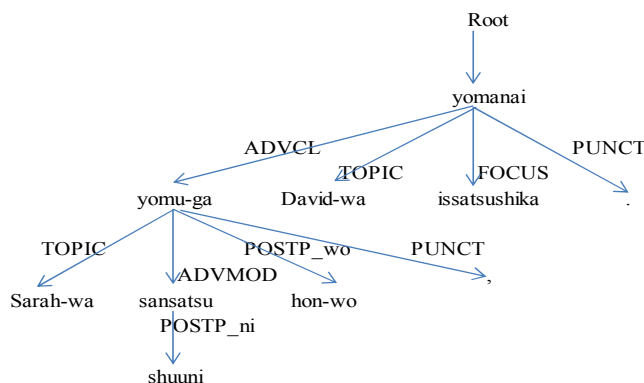 Root
yomanai
ADVCL
TOPIC
FOCUS
PUNCT
yomu-ga
David-wa
issatsushika
.
TOPIC
ADVMOD
POSTP_wo
PUNCT
Sarah-wa
sansatsu
hon-wo
,
POSTP_ni
shuuni